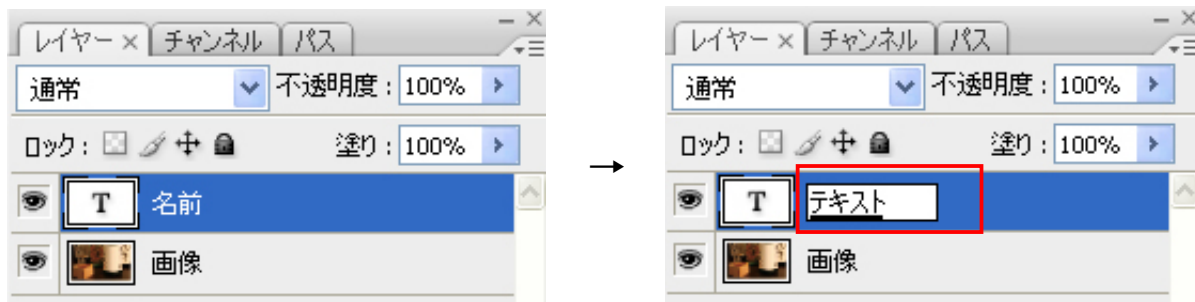 レイヤー × チャンネル パス
通常 不透明度 : 100%
ロック : 塗り : 100%
T 名前
画像
→
レイヤー × チャンネル パス
通常 不透明度 : 100%
ロック : 塗り : 100%
T テキスト
画像